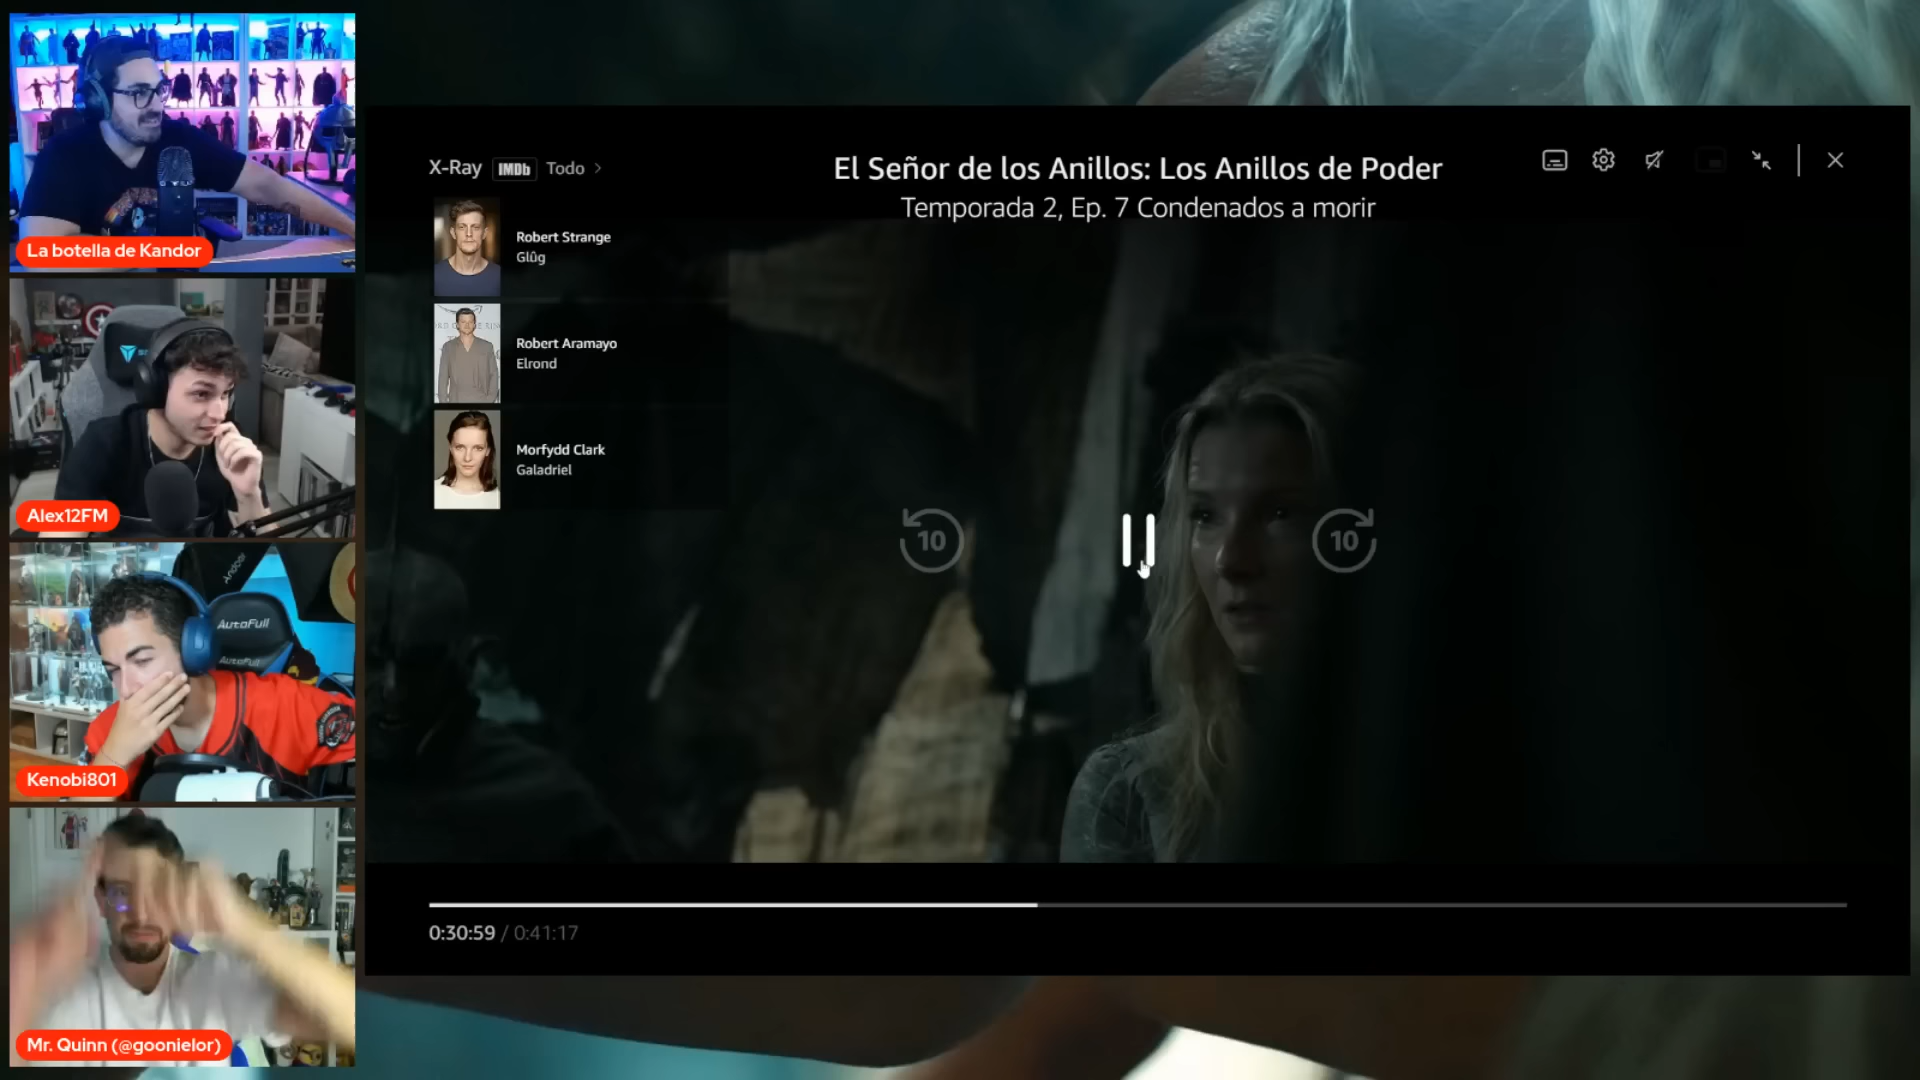 La botella de Kandor
Alex12FM
AutoFull
AutoFull
Kenobi801
Mr. Quinn (@goonielor)
X-Ray IMDb Todo
El Señor de los Anillos: Los Anillos de Poder
Temporada 2, Ep. 7 Condenados a morir
Robert Strange
Glûg
Robert Aramayo
Elrond
Morfydd Clark
Galadriel
10
10
0:30:59 / 0:41:17